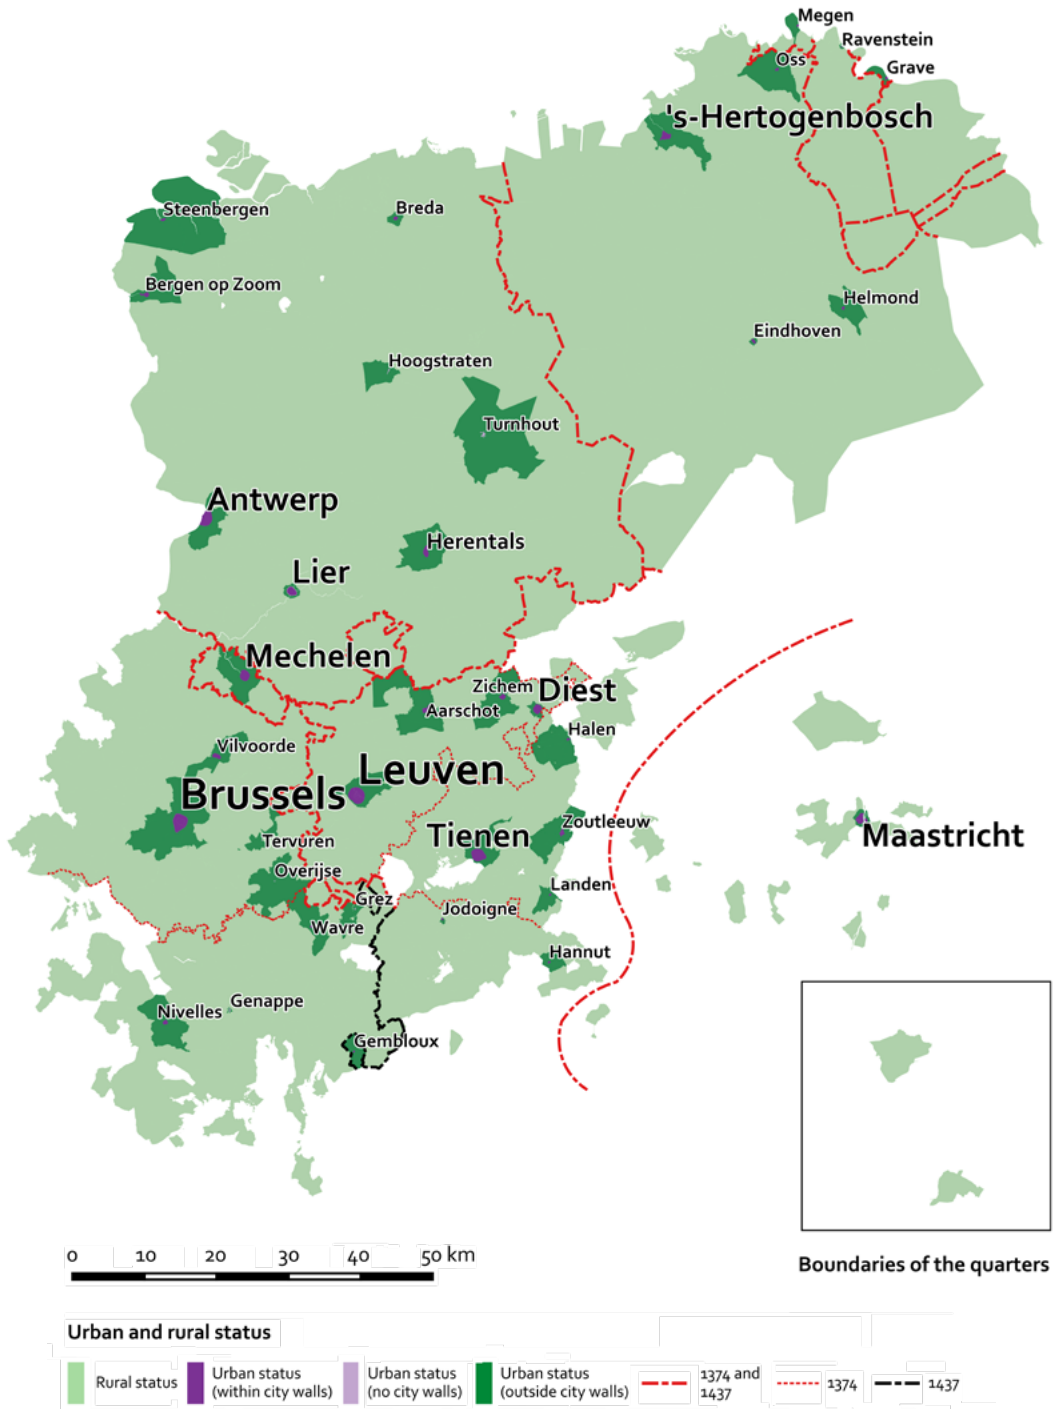 Megen
Ravenstein
Oss
Grave
's-Hertogenbosch
Steenbergen
Breda
Bergen op Zoom
Helmond
Eindhoven
Hoogstraten
Turnhout
Antwerp
Herentals
Lier
Mechelen
Zichem
Diest
Aarschot
Halen
Vilvoorde
Leuven
Brussels
Zoutleeuw
Tienen
Maastricht
Tervuren
Overijse
Landen
Grez
Jodoigne
Wavre
Hannut
Genappe
Nivelles
Gembloux
0 10 20 30 40 50 km
Boundaries of the quarters
Urban and rural status
Rural status
Urban status
(within city walls)
Urban status
(no city walls)
Urban status
(outside city walls)
1374 and
1437
1374
1437